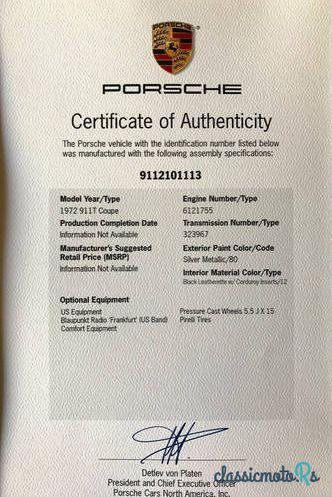 PORSCHE
PORSCHE
Certificate of Authenticity
The Porsche vehicle with the identification number listed below
was manufactured with the following assembly specifications:
9112101113
Model Year/Type
1972 911T Coupe
Production Completion Date
Information Not Available
Manufacturer's Suggested
Retail Price (MSRP)
Information Not Available
Engine Number/Type
6121755
Transmission Number/Type
323967
Exterior Paint Color/Code
Silver Metallic/80
Interior Material Color/Type
Black Leatherette w/ Corduroy Inserts/12
Optional Equipment
US Equipment
Blaupunkt Radio 'Frankfurt' (US Band)
Comfort Equipment
Pressure Cast Wheels 5.5 J X 15
Pirelli Tires
Detlev von Platen
President and Chief Executive Officer
Porsche Cars North America, Inc.
classicmoto.Rs